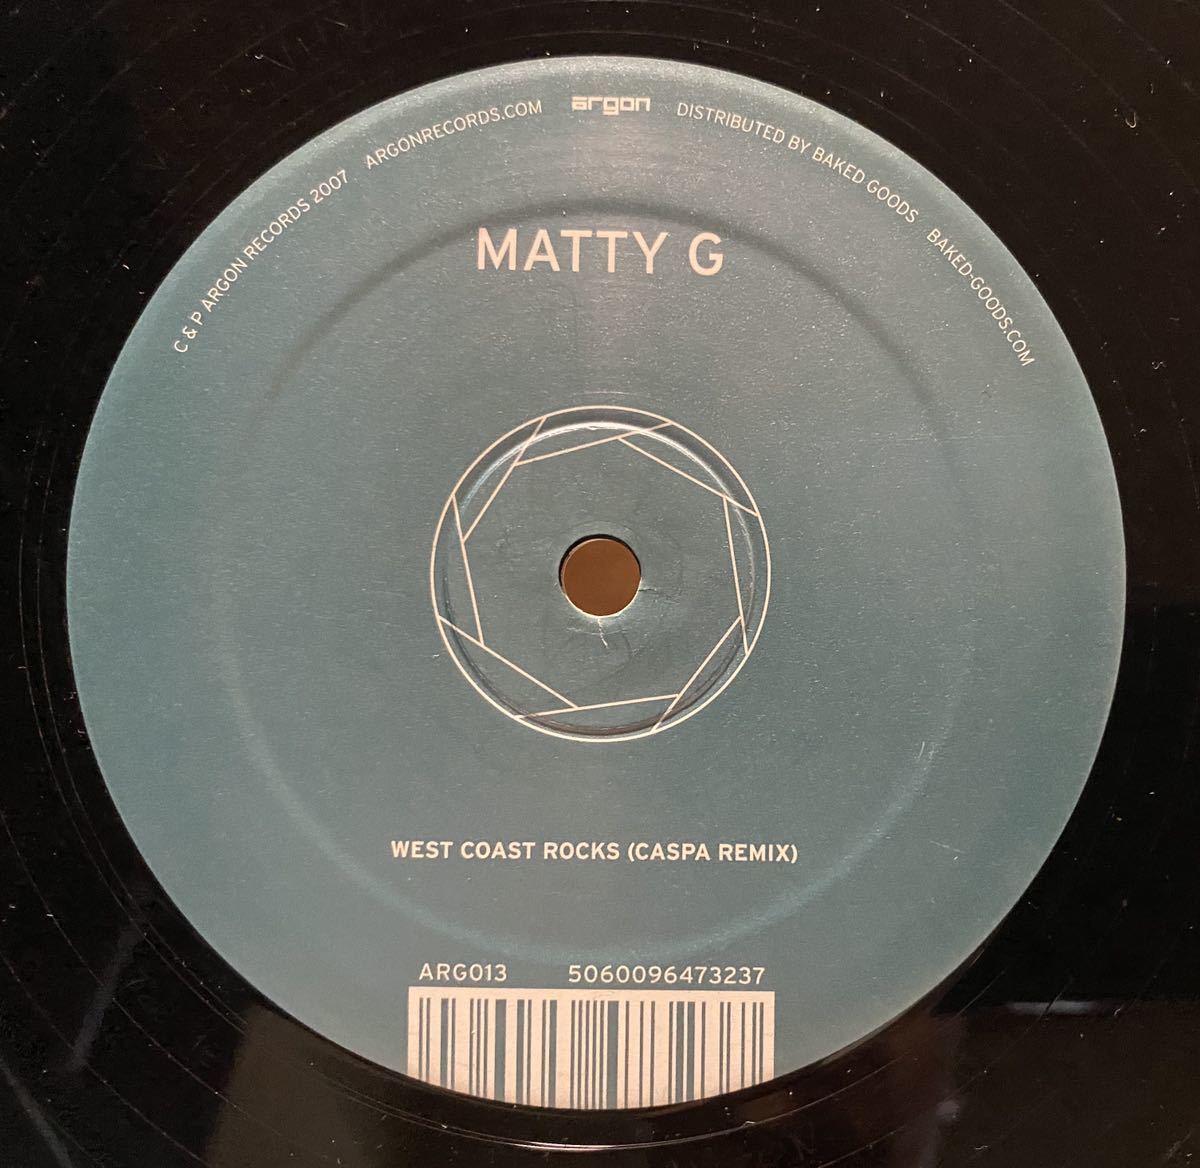 C & P ARGON RECORDS 2007 ARGONRECORDS.COM argon DISTRIBUTED BY BAKED GOODS BAKED-GOODS.COM
MATTY G
WEST COAST ROCKS (CASPA REMIX)
ARG013 5060096473237